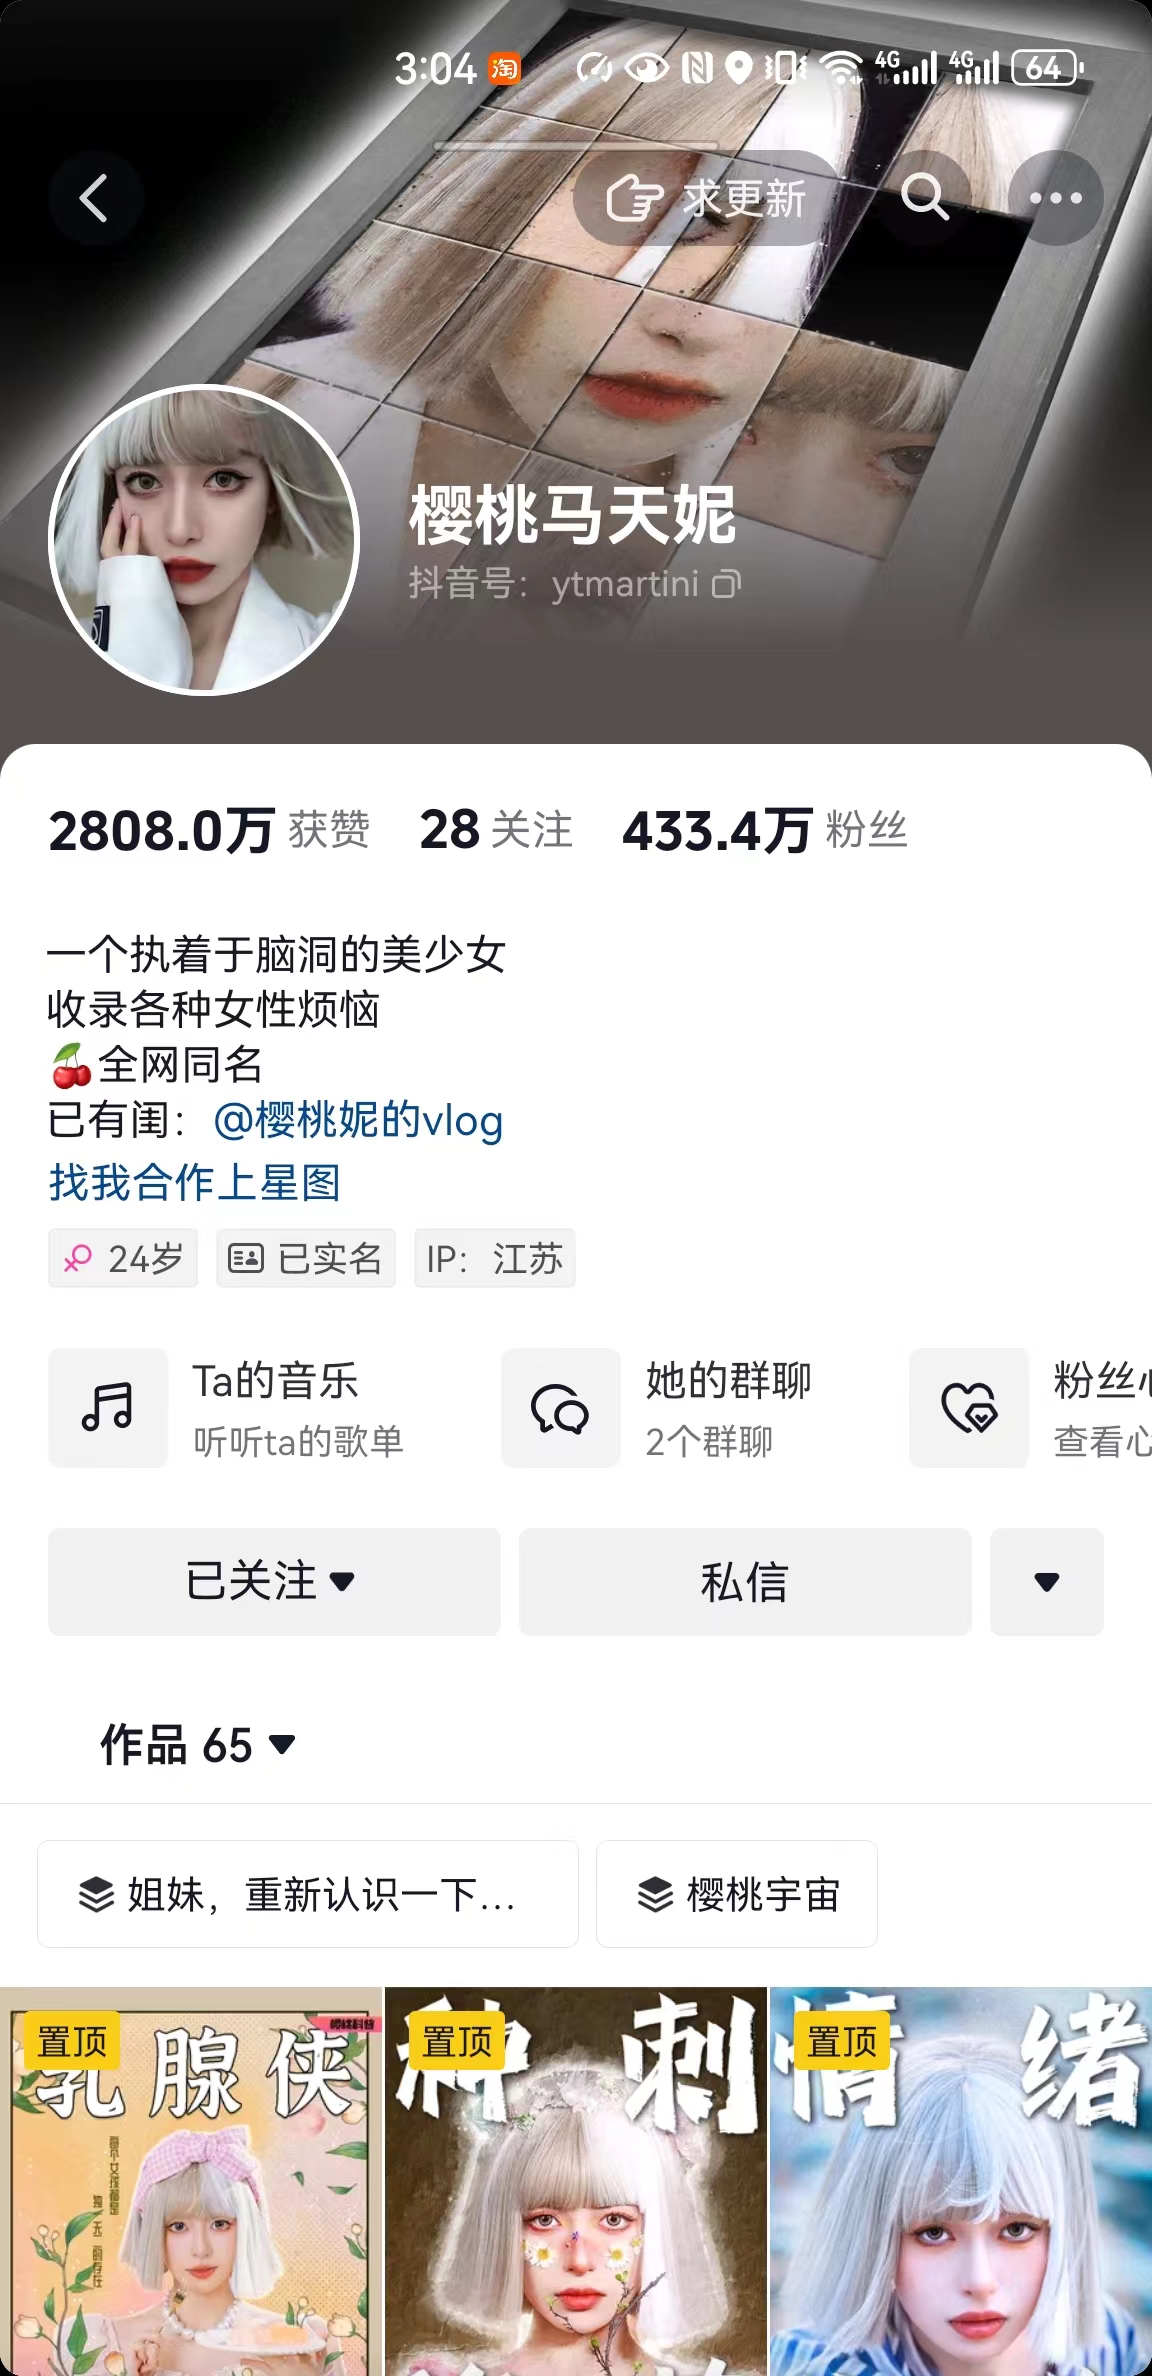 3:04 淘 4G 4G 64
求更新
樱桃马天妮
抖音号：ytmartini
2808.0万 获赞 28 关注 433.4万 粉丝
一个执着于脑洞的美少女
收录各种女性烦恼
🍒全网同名
已有闺：@樱桃妮的vlog
找我合作上星图
24岁 已实名 IP：江苏
Ta的音乐 她的群聊 粉丝
听听ta的歌单 2个群聊 查看心
已关注 私信
作品 65
姐妹，重新认识一下... 樱桃宇宙
置顶 置顶 置顶
乳腺侠 种刺 情绪